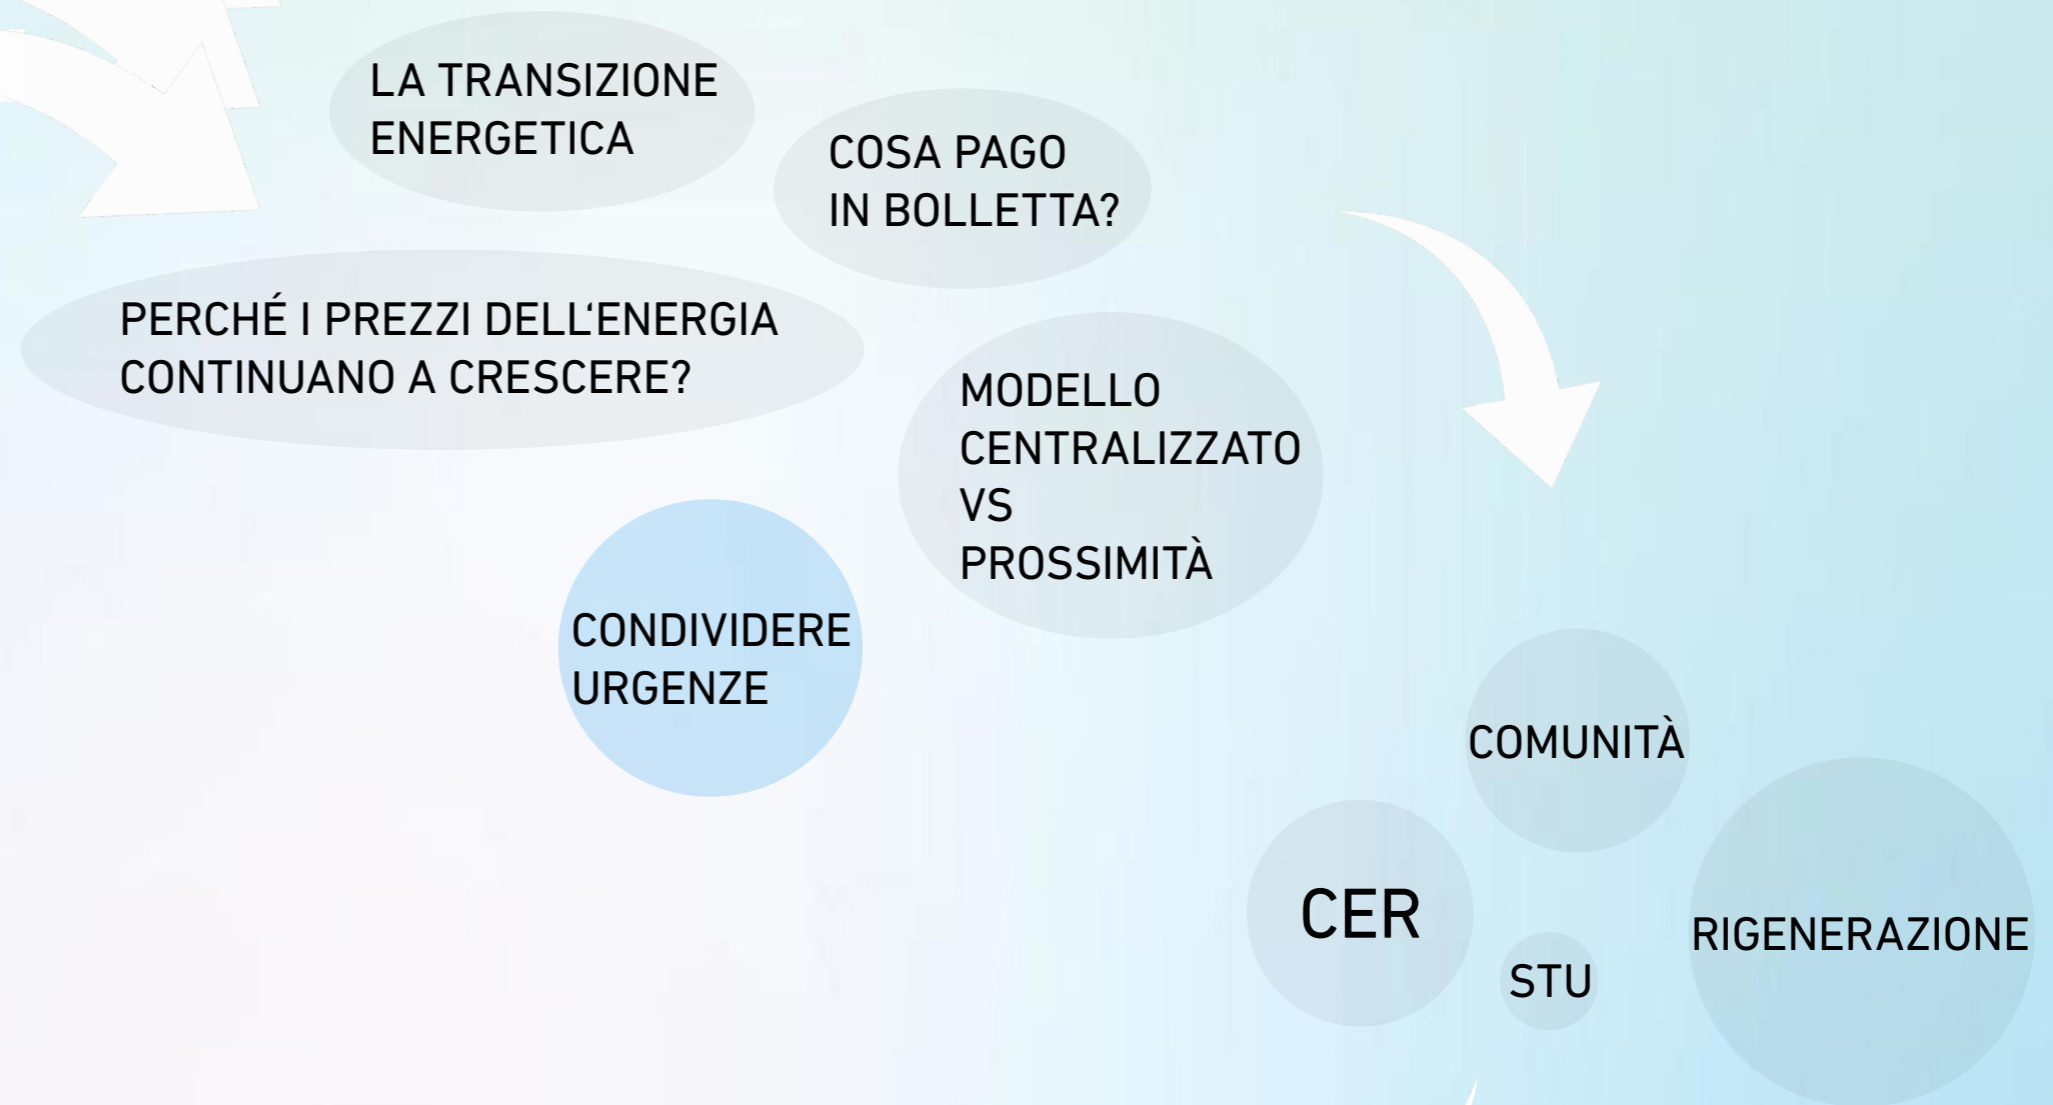 LA TRANSIZIONE
ENERGETICA
COSA PAGO
IN BOLLETTA?
PERCHÉ I PREZZI DELL‘ENERGIA
CONTINUANO A CRESCERE?
MODELLO
CENTRALIZZATO
VS
PROSSIMITÀ
CONDIVIDERE
URGENZE
COMUNITÀ
CER
STU
RIGENERAZIONE